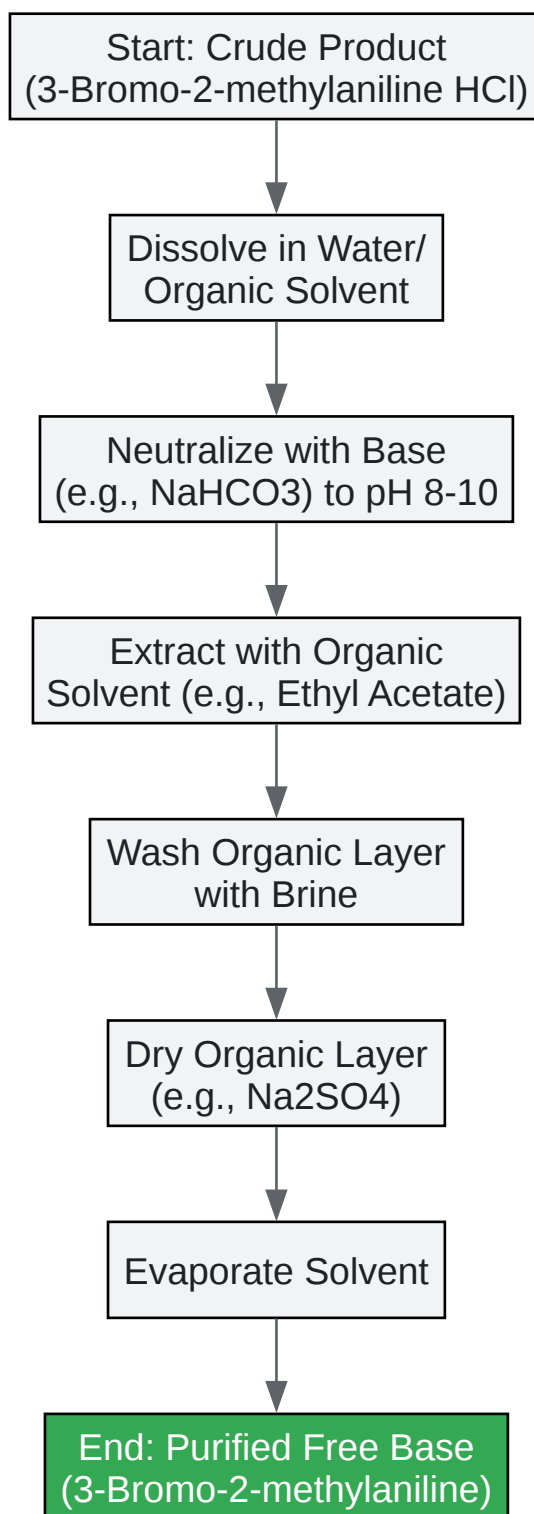 Start: Crude Product
(3-Bromo-2-methylaniline HCl)
Dissolve in Water/
Organic Solvent
Neutralize with Base
(e.g., NaHCO3) to pH 8-10
Extract with Organic
Solvent (e.g., Ethyl Acetate)
Wash Organic Layer
with Brine
Dry Organic Layer
(e.g., Na2SO4)
Evaporate Solvent
End: Purified Free Base
(3-Bromo-2-methylaniline)